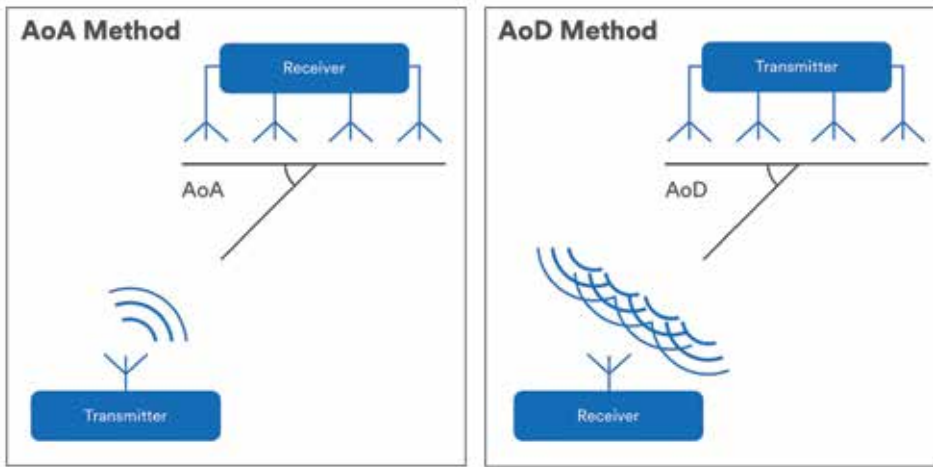 AoA Method
Receiver
AoA
Transmitter
AoD Method
Transmitter
AoD
Receiver